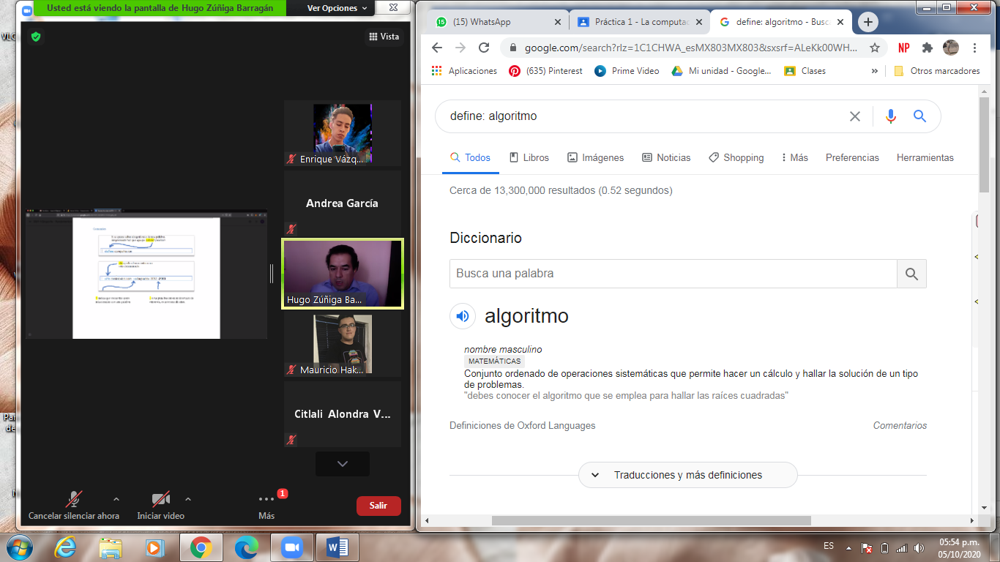 Usted está viendo la pantalla de Hugo Zúñiga Barragán
Ver Opciones
Vista
Enrique Vázq...
Andrea García
Hugo Zúñiga Ba...
Mauricio Hak...
Citlali Alondra V...
Cancelar silenciar ahora
Iniciar video
1
Más
Salir
(15) WhatsApp
Práctica 1 - La computac
define: algoritmo - Busc
google.com/search?rlz=1C1CHWA_esMX803MX803&sxsrf=ALeKk00WH...
NP
Aplicaciones
(635) Pinterest
Prime Video
Mi unidad - Google...
Clases
»
Otros marcadores
define: algoritmo
Todos
Libros
Imágenes
Noticias
Shopping
Más
Preferencias
Herramientas
Cerca de 13,300,000 resultados (0.52 segundos)
Diccionario
Busca una palabra
algoritmo
nombre masculino
MATEMÁTICAS
Conjunto ordenado de operaciones sistemáticas que permite hacer un cálculo y hallar la solución de un tipo
de problemas.
"debes conocer el algoritmo que se emplea para hallar las raíces cuadradas"
Definiciones de Oxford Languages
Comentarios
Traducciones y más definiciones
VLC
ES
05:54 p.m.
05/10/2020